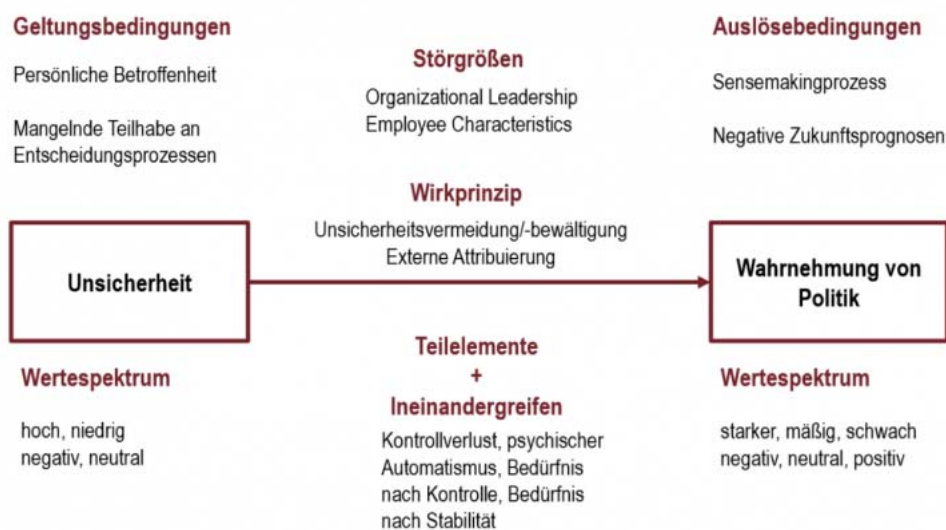 Geltungsbedingungen
Persönliche Betroffenheit
Mangelnde Teilhabe an
Entscheidungsprozessen
Störgrößen
Organizational Leadership
Employee Characteristics
Auslösebedingungen
Sensemakingprozess
Negative Zukunftsprognosen
Wirkprinzip
Unsicherheitsvermeidung/-bewältigung
Externe Attribuierung
Unsicherheit
Wahrnehmung von
Politik
Wertespektrum
hoch, niedrig
negativ, neutral
Teilelemente
+
Ineinandergreifen
Kontrollverlust, psychischer
Automatismus, Bedürfnis
nach Kontrolle, Bedürfnis
nach Stabilität
Wertespektrum
starker, mäßig, schwach
negativ, neutral, positiv